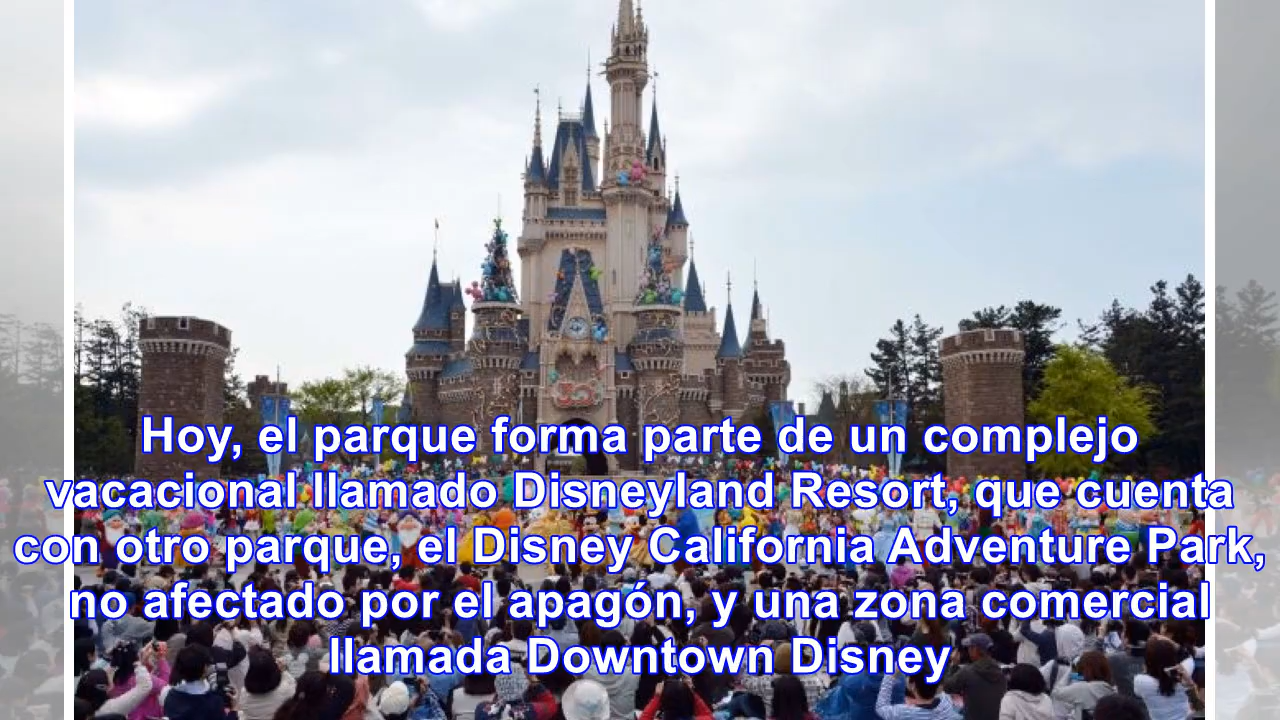 Hoy, el parque forma parte de un complejo
vacacional llamado Disneyland Resort, que cuenta
con otro parque, el Disney California Adventure Park,
no afectado por el apagón, y una zona comercial
llamada Downtown Disney